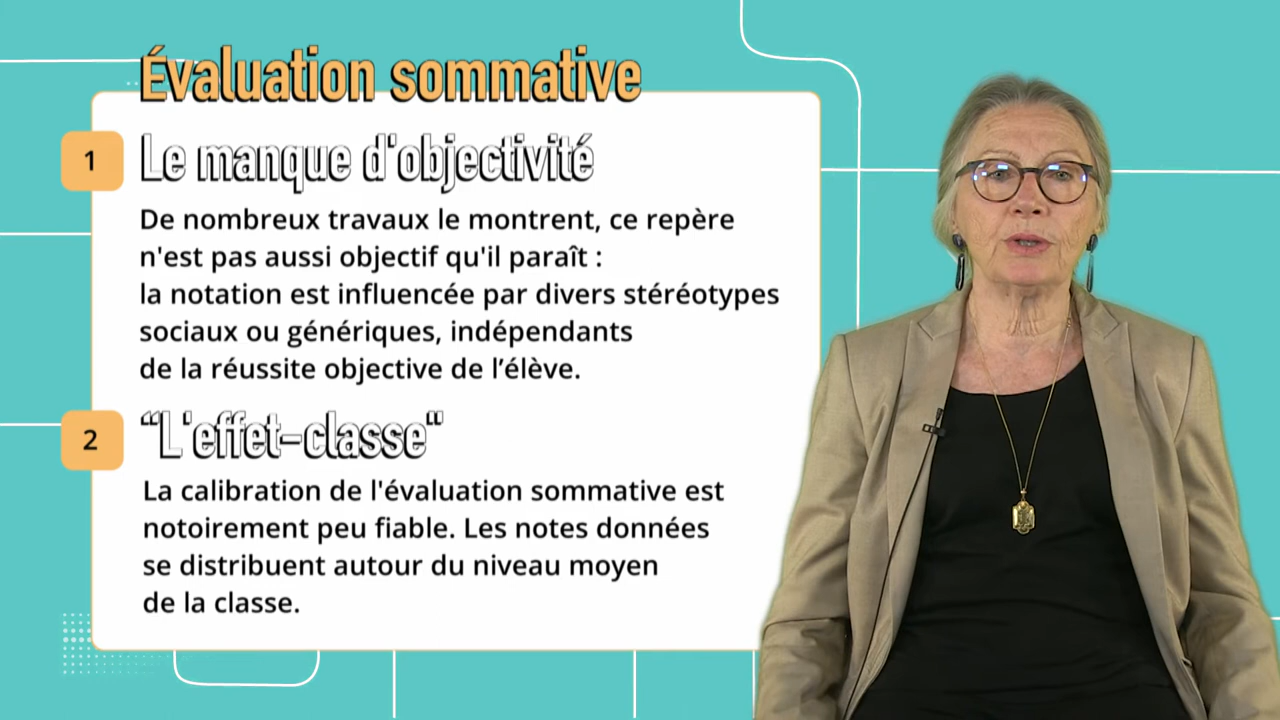 Évaluation sommative
1
Le manque d'objectivité
De nombreux travaux le montrent, ce repère
n'est pas aussi objectif qu'il paraît :
la notation est influencée par divers stéréotypes
sociaux ou génériques, indépendants
de la réussite objective de l’élève.
2
“L'effet-classe"
La calibration de l'évaluation sommative est
notoirement peu fiable. Les notes données
se distribuent autour du niveau moyen
de la classe.